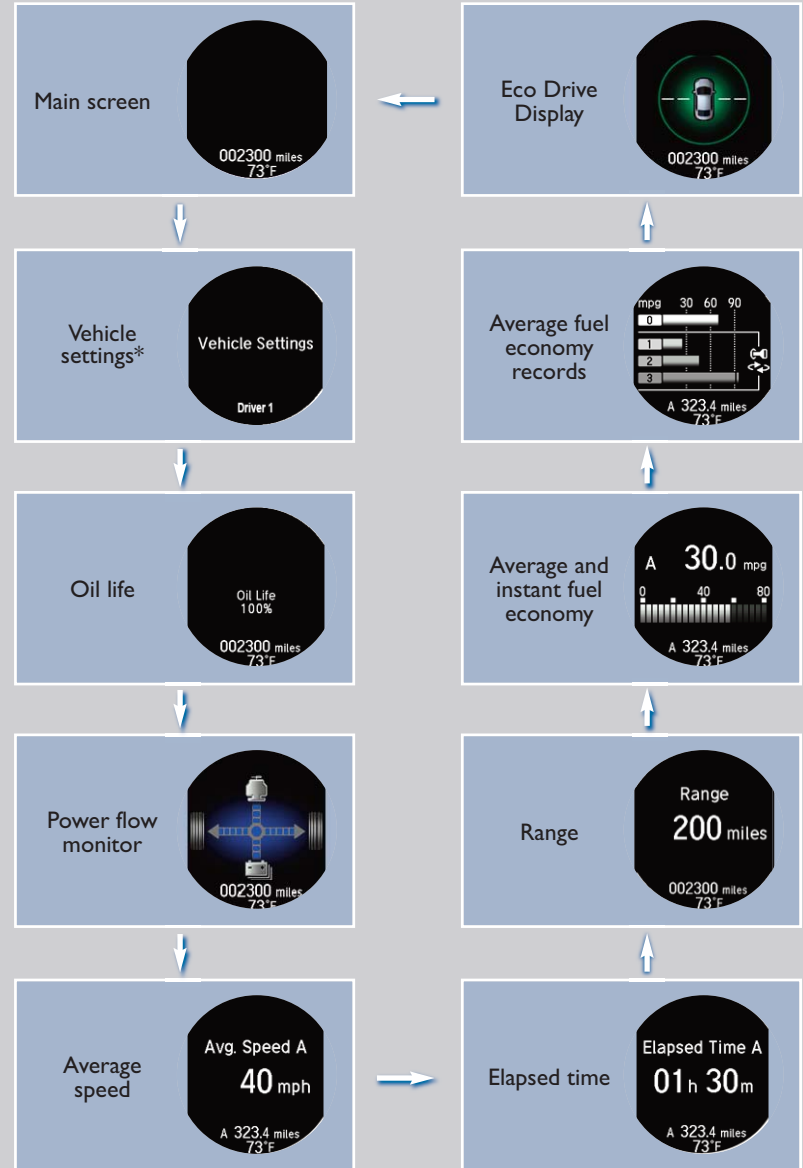 Main screen
002300 miles
73°F
Vehicle
settings*
Vehicle Settings
Driver 1
Oil life
Oil Life
100%
002300 miles
73°F
Power flow
monitor
002300 miles
73°F
Average
speed
Avg. Speed A
40 mph
A 323.4 miles
73°F
Elapsed time
Elapsed Time A
01h 30m
A 323.4 miles
73°F
Range
Range
200 miles
002300 miles
73°F
Average and
instant fuel
economy
A 30.0 mpg
0 40 80
A 323.4 miles
73°F
Average fuel
economy
records
mpg 30 60 90
0
1
2
3
A 323.4 miles
73°F
Eco Drive
Display
002300 miles
73°F